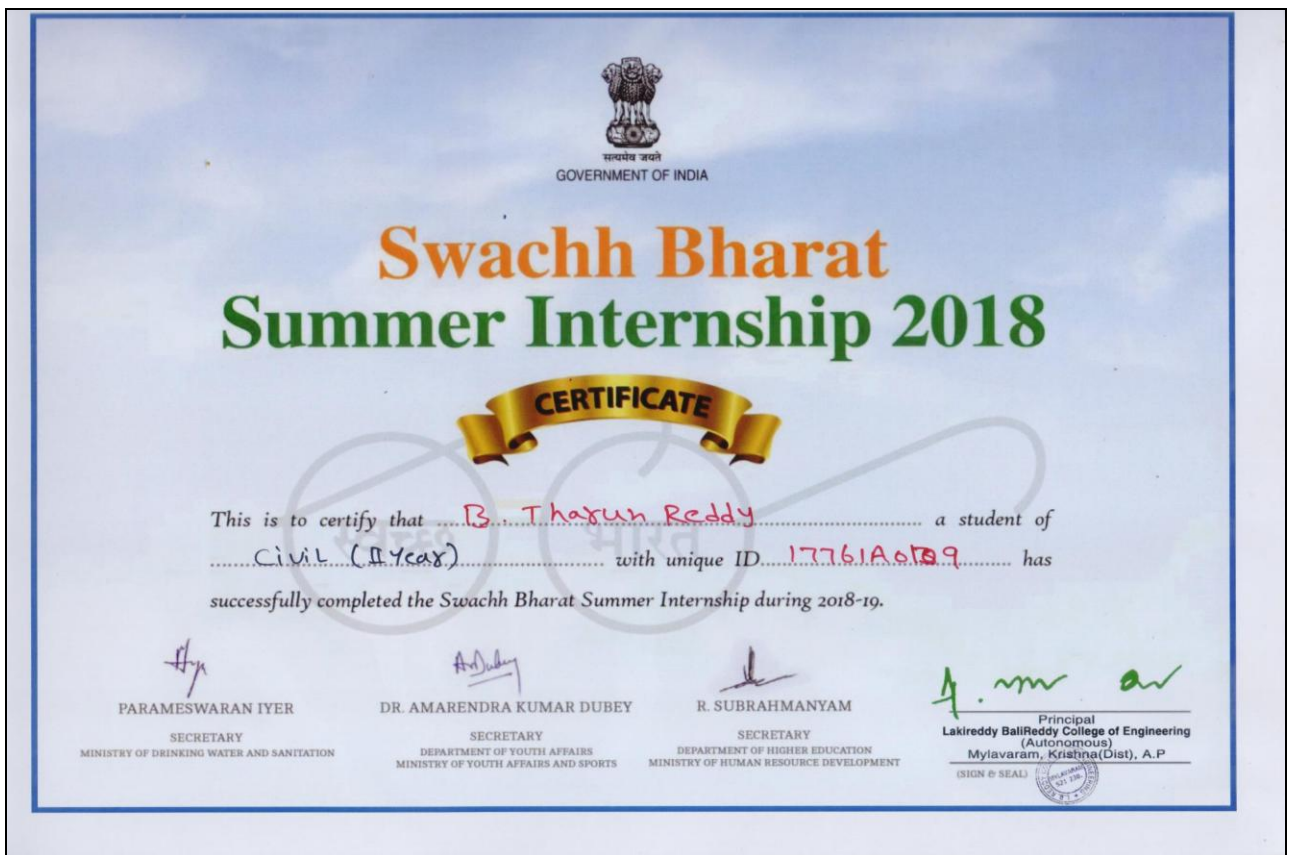 सत्यमेव जयते
GOVERNMENT OF INDIA
Swachh Bharat
Summer Internship 2018
CERTIFICATE
स्वच्छ भारत
This is to certify that B. Tharun Reddy a student of
Civil (II Year) with unique ID has
successfully completed the Swachh Bharat Summer Internship during 2018-19.
PARAMESWARAN IYER
SECRETARY
MINISTRY OF DRINKING WATER AND SANITATION
DR. AMARENDRA KUMAR DUBEY
SECRETARY
DEPARTMENT OF YOUTH AFFAIRS
MINISTRY OF YOUTH AFFAIRS AND SPORTS
R. SUBRAHMANYAM
SECRETARY
DEPARTMENT OF HIGHER EDUCATION
MINISTRY OF HUMAN RESOURCE DEVELOPMENT
Principal
Lakireddy BaliReddy College of Engineering
(Autonomous)
Mylavaram, Krishna(Dist), A.P
(SIGN & SEAL)